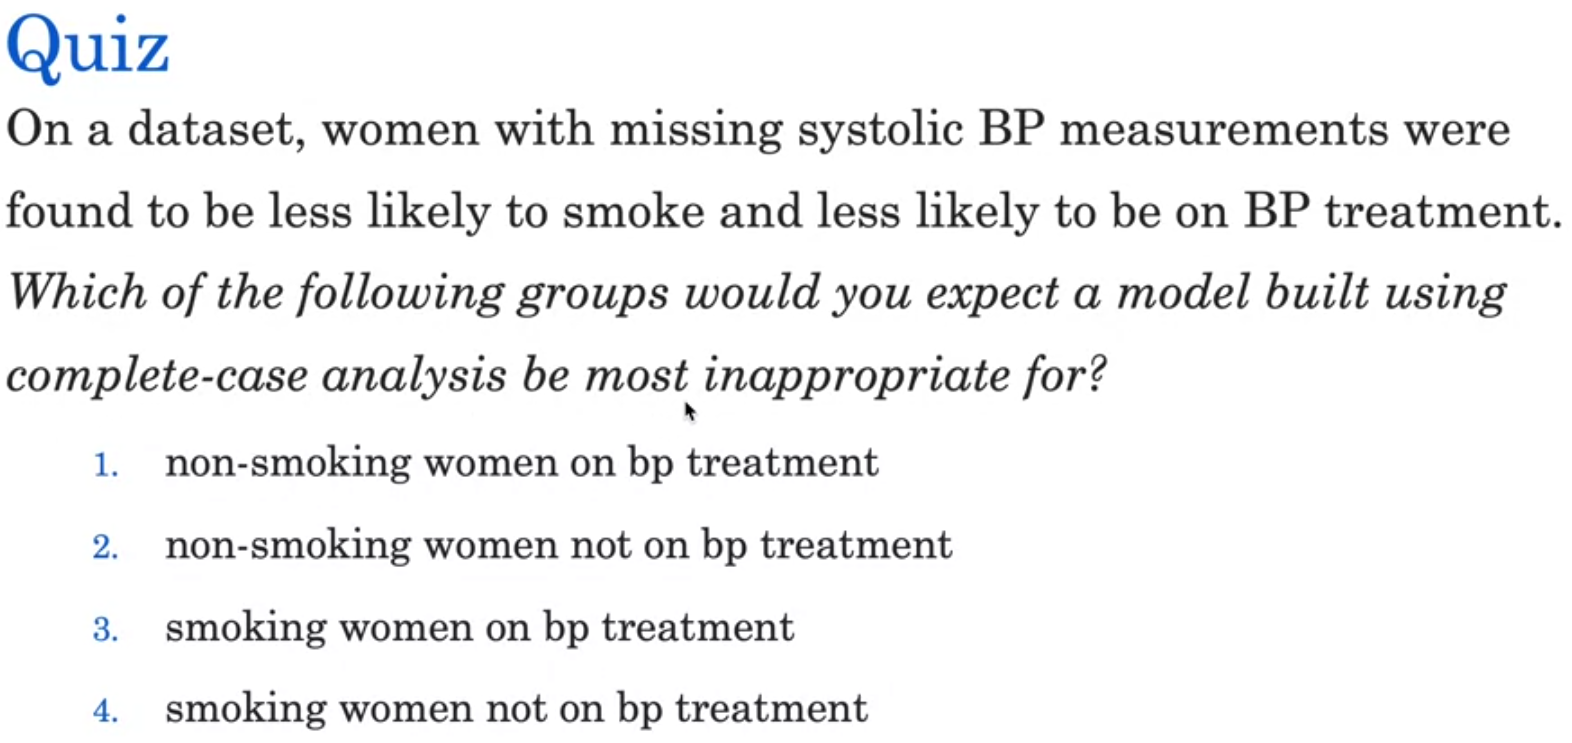 Quiz
On a dataset, women with missing systolic BP measurements were
found to be less likely to smoke and less likely to be on BP treatment.
Which of the following groups would you expect a model built using
complete-case analysis be most inappropriate for?
1. non-smoking women on bp treatment
2. non-smoking women not on bp treatment
3. smoking women on bp treatment
4. smoking women not on bp treatment